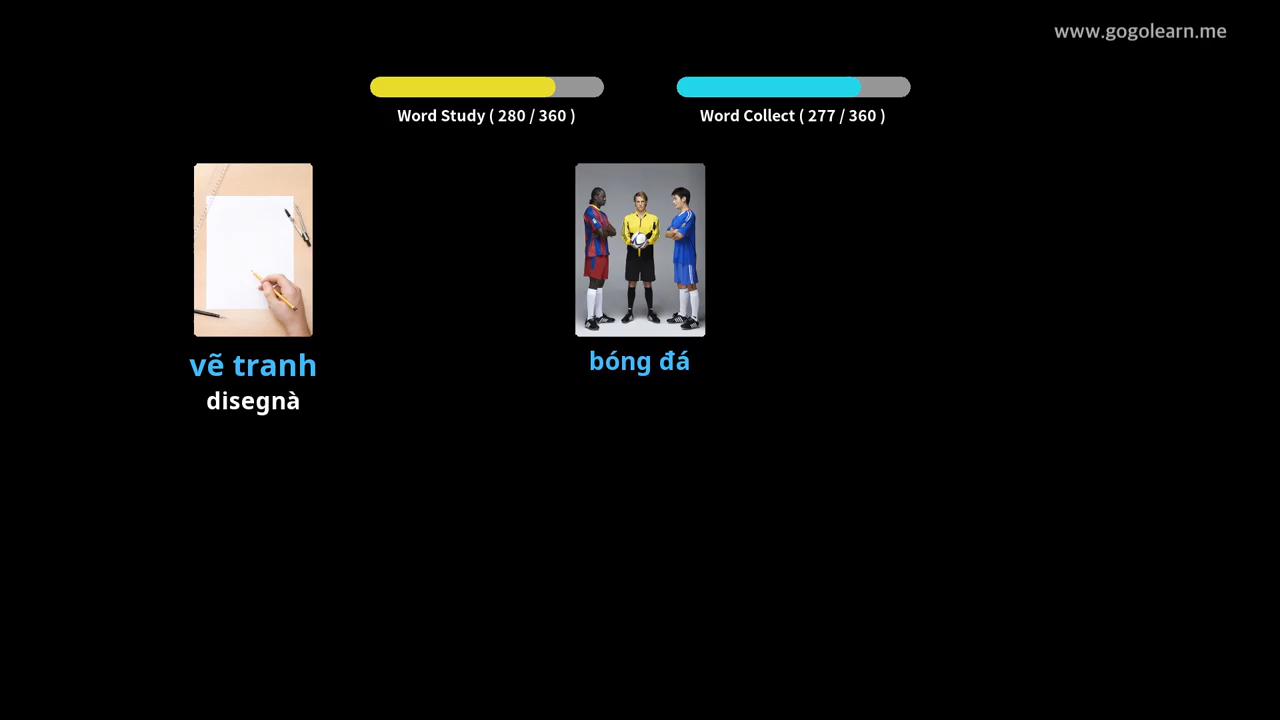 www.gogolearn.me
Word Study ( 280 / 360 )
Word Collect ( 277 / 360 )
vẽ tranh
disegnà
bóng đá